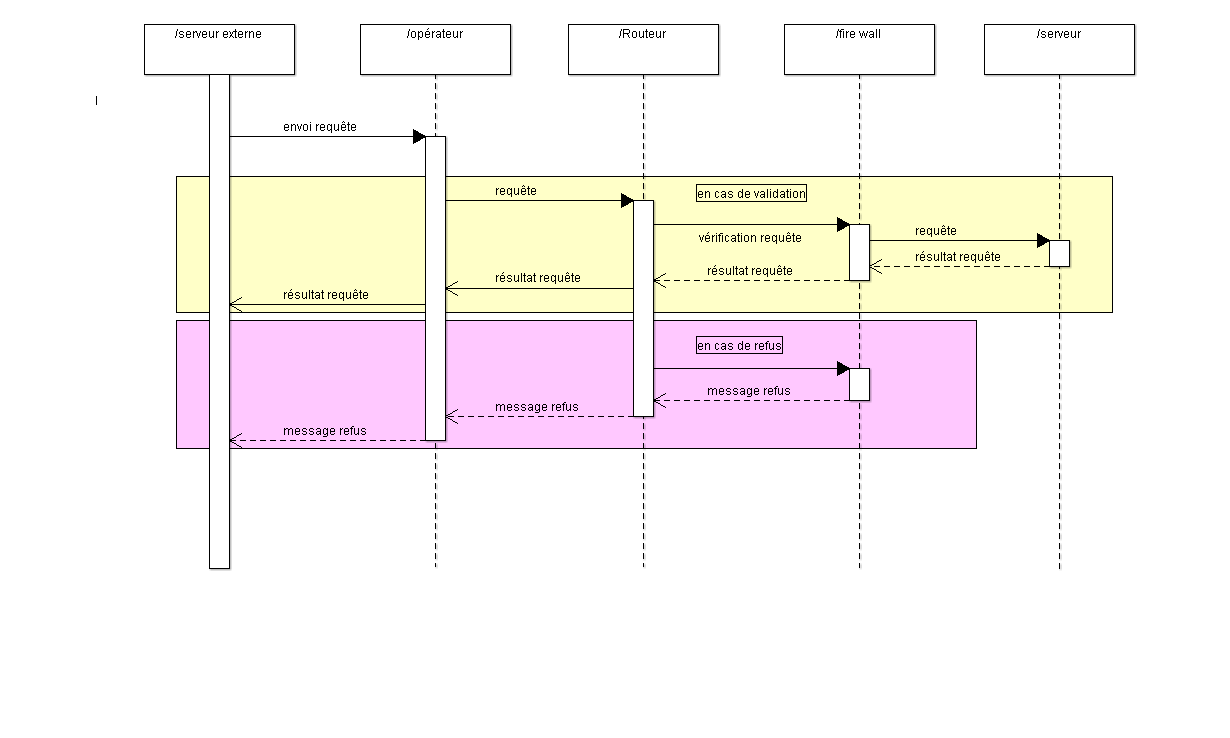 /serveur externe
/opérateur
/Routeur
/fire wall
/serveur
envoi requête
requête
en cas de validation
vérification requête
requête
résultat requête
résultat requête
résultat requête
résultat requête
en cas de refus
message refus
message refus
message refus